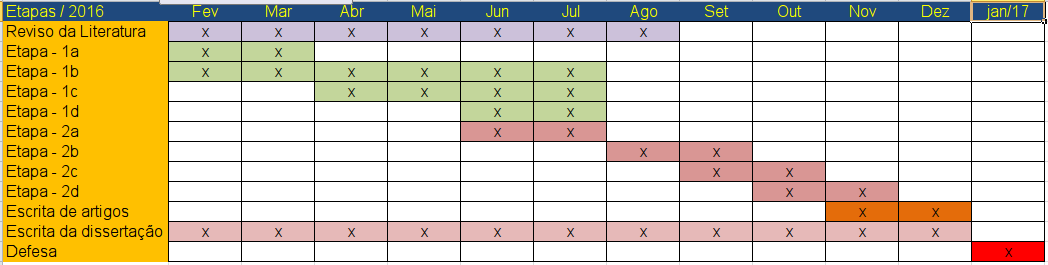 Etapas / 2016 Fev Mar Abr Mai Jun Jul Ago Set Out Nov Dez jan/17
Reviso da Literatura x x x x x x x
Etapa - 1a x x
Etapa - 1b x x x x x x
Etapa - 1c x x x x
Etapa - 1d x x
Etapa - 2a x x
Etapa - 2b x x
Etapa - 2c x x
Etapa - 2d x x
Escrita de artigos x x
Escrita da dissertação x x x x x x x x x x x
Defesa x